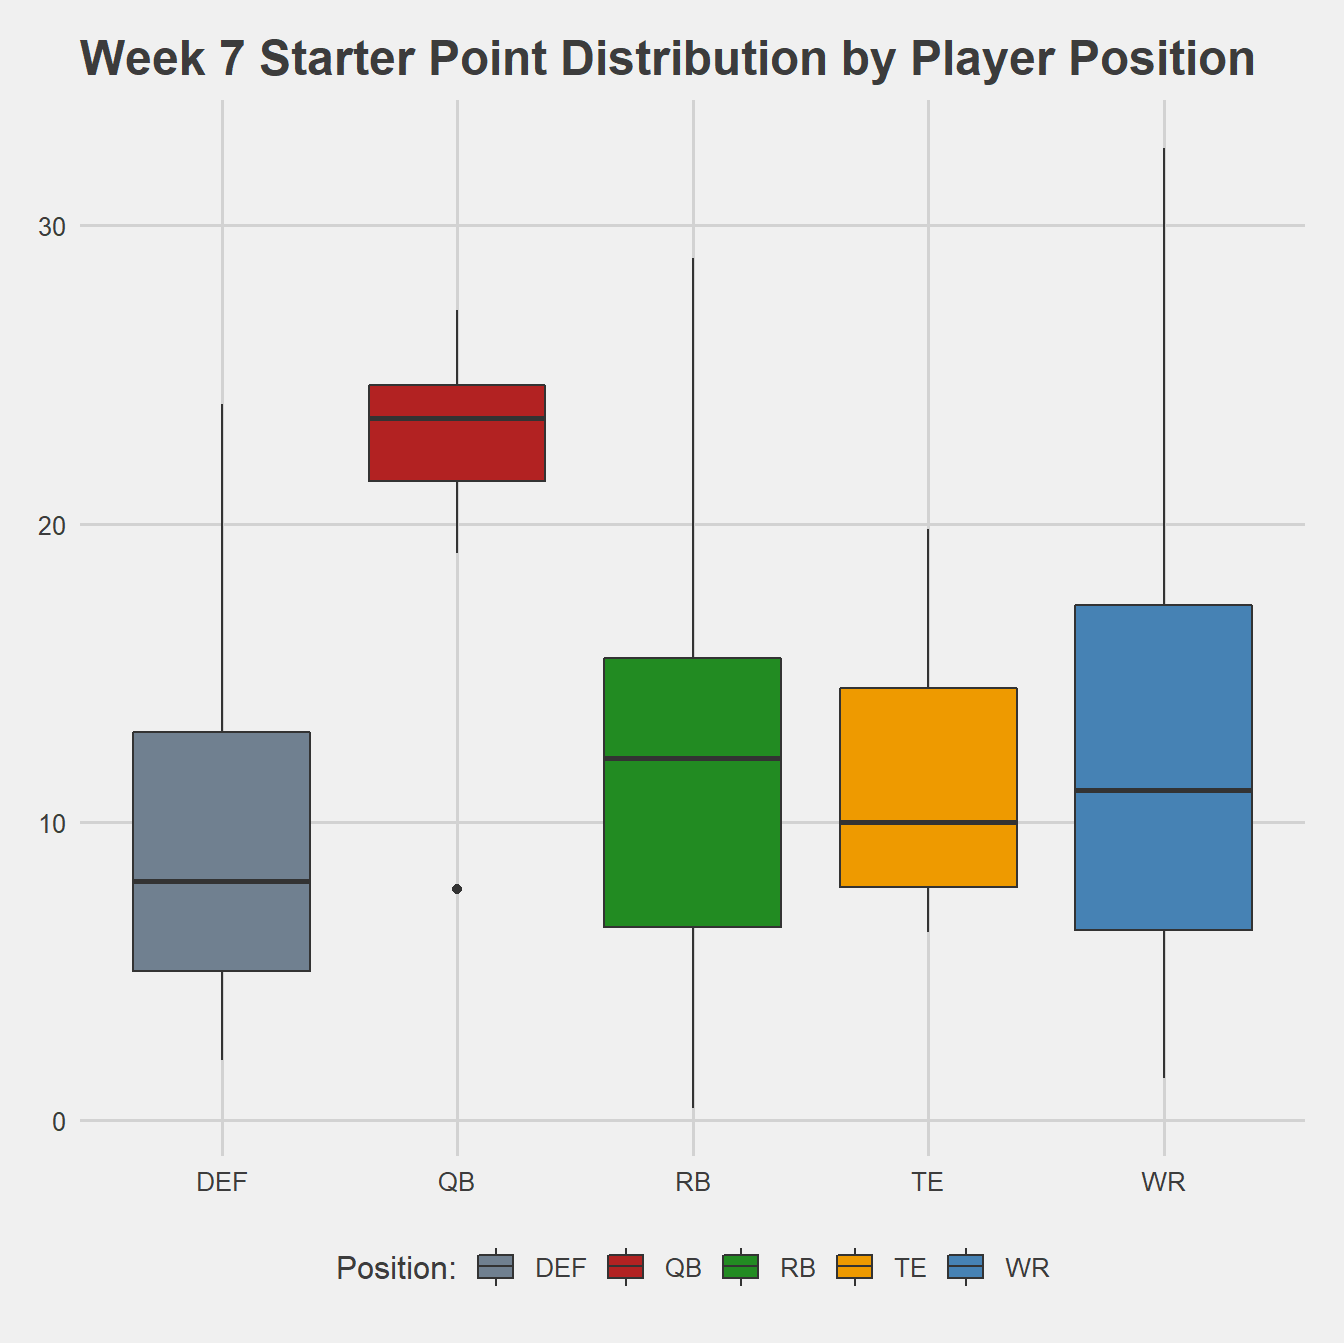 Week 7 Starter Point Distribution by Player Position
30
20
10
0
DEF QB RB TE WR
Position: DEF QB RB TE WR